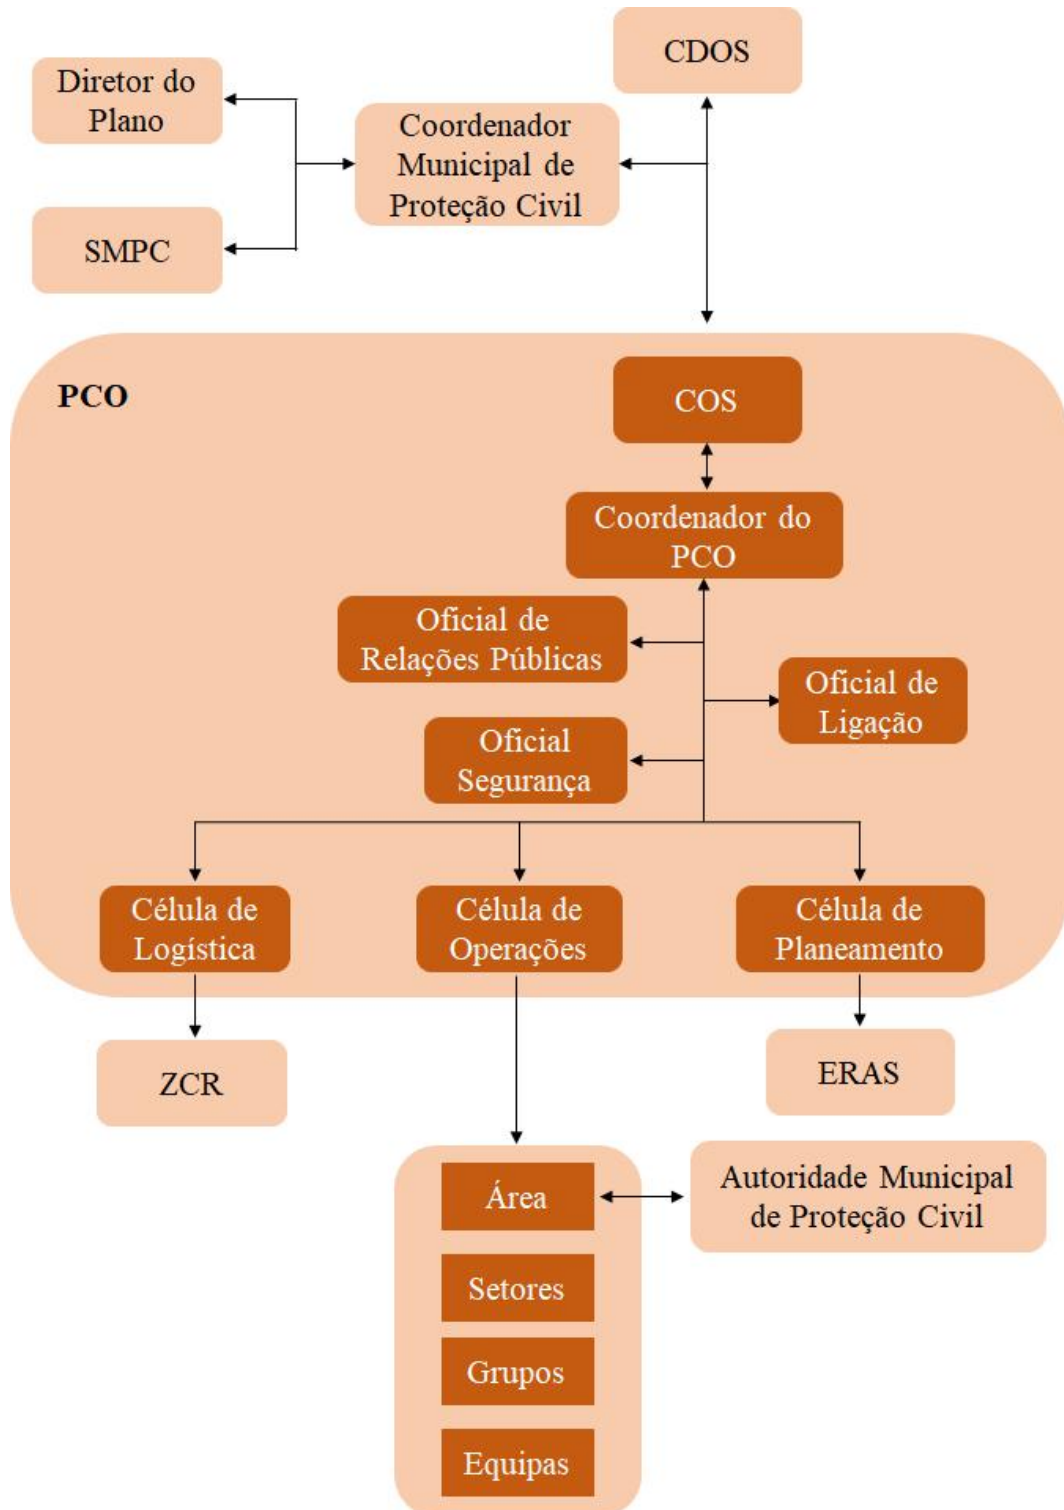 CDOS
Diretor do
Plano
Coordenador
Municipal de
Proteção Civil
SMPC
PCO
COS
Coordenador do
PCO
Oficial de
Relações Públicas
Oficial de
Ligação
Oficial
Segurança
Célula de
Logística
Célula de
Operações
Célula de
Planeamento
ZCR
ERAS
Área
Autoridade Municipal
de Proteção Civil
Setores
Grupos
Equipas